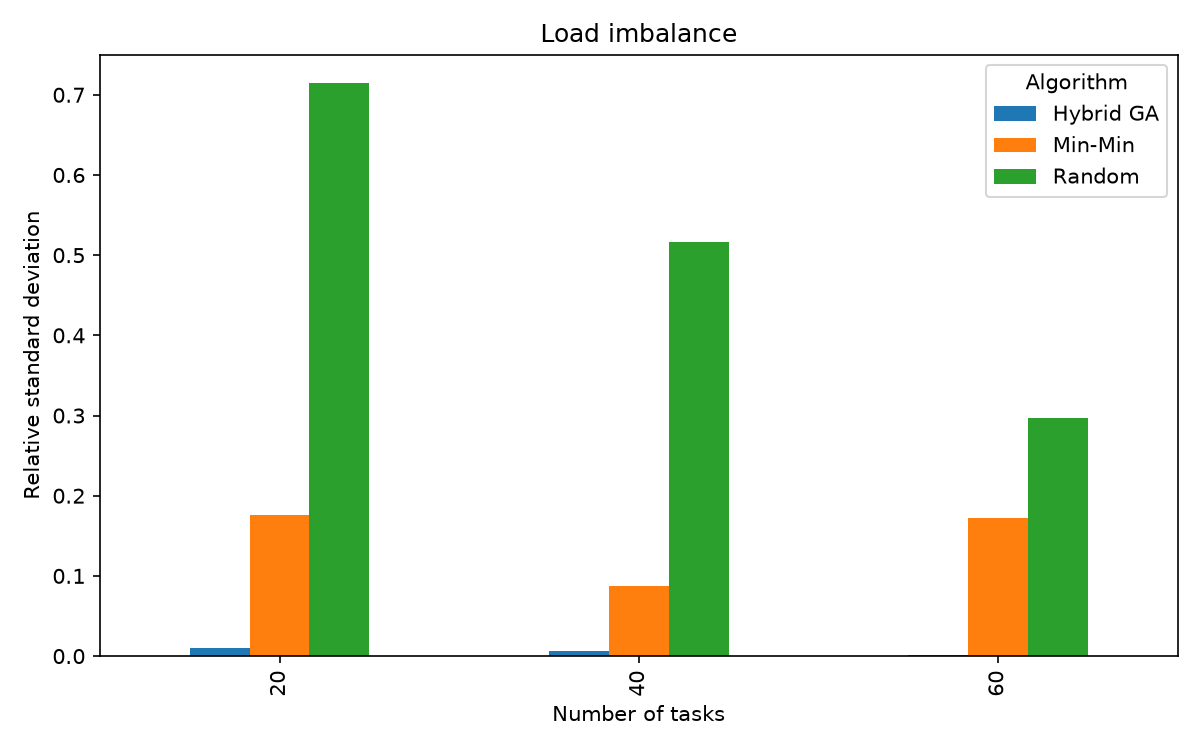 Load imbalance
Algorithm
Hybrid GA
Min-Min
Random
Relative standard deviation
0.7
0.6
0.5
0.4
0.3
0.2
0.1
0.0
20
40
60
Number of tasks